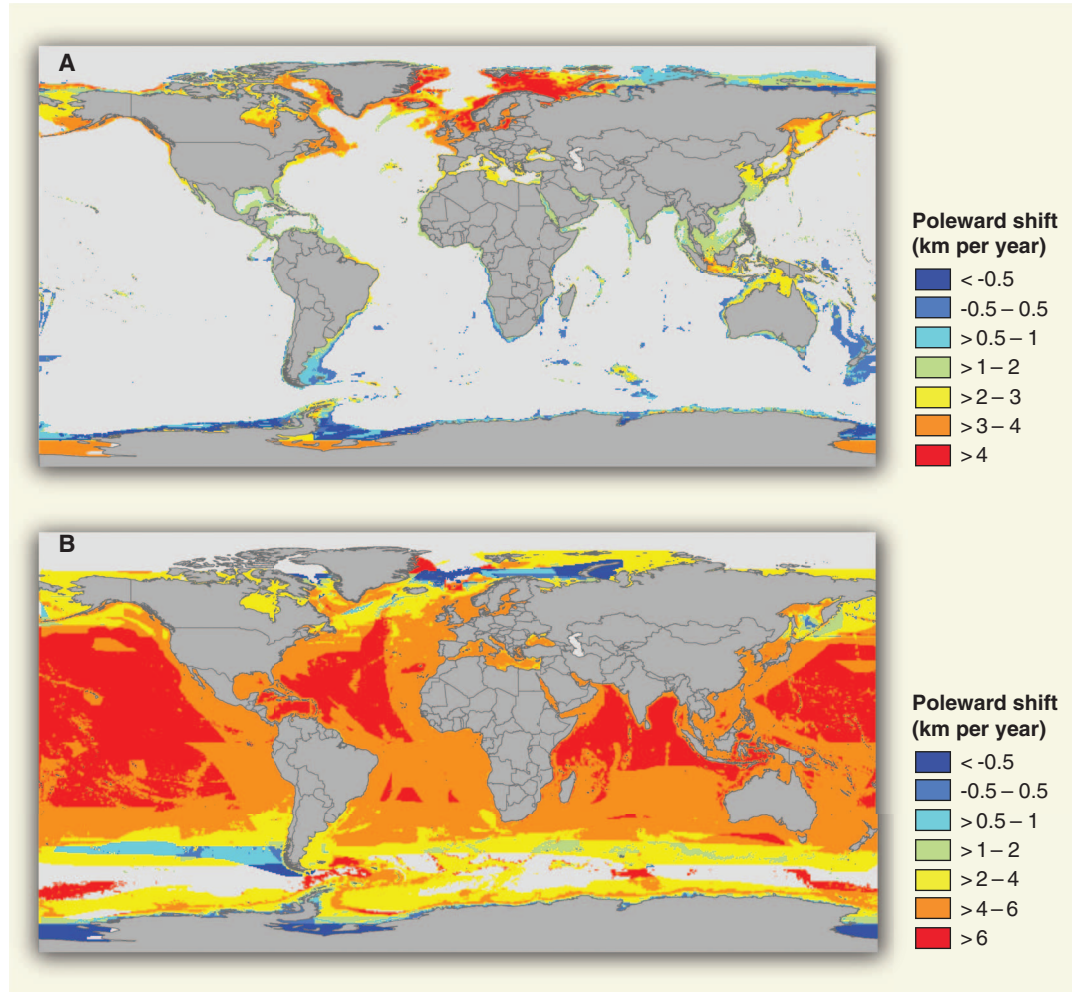 A
Poleward shift
(km per year)
< -0.5
-0.5 – 0.5
> 0.5 – 1
> 1 – 2
> 2 – 3
> 3 – 4
> 4
B
Poleward shift
(km per year)
< -0.5
-0.5 – 0.5
> 0.5 – 1
> 1 – 2
> 2 – 4
> 4 – 6
> 6